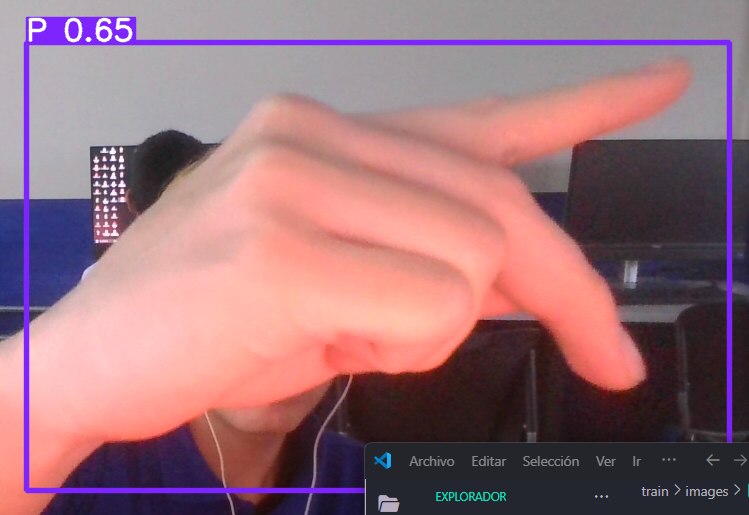 P 0.65
Archivo Editar Selección Ver Ir ...
EXPLORADOR ...
train > images >